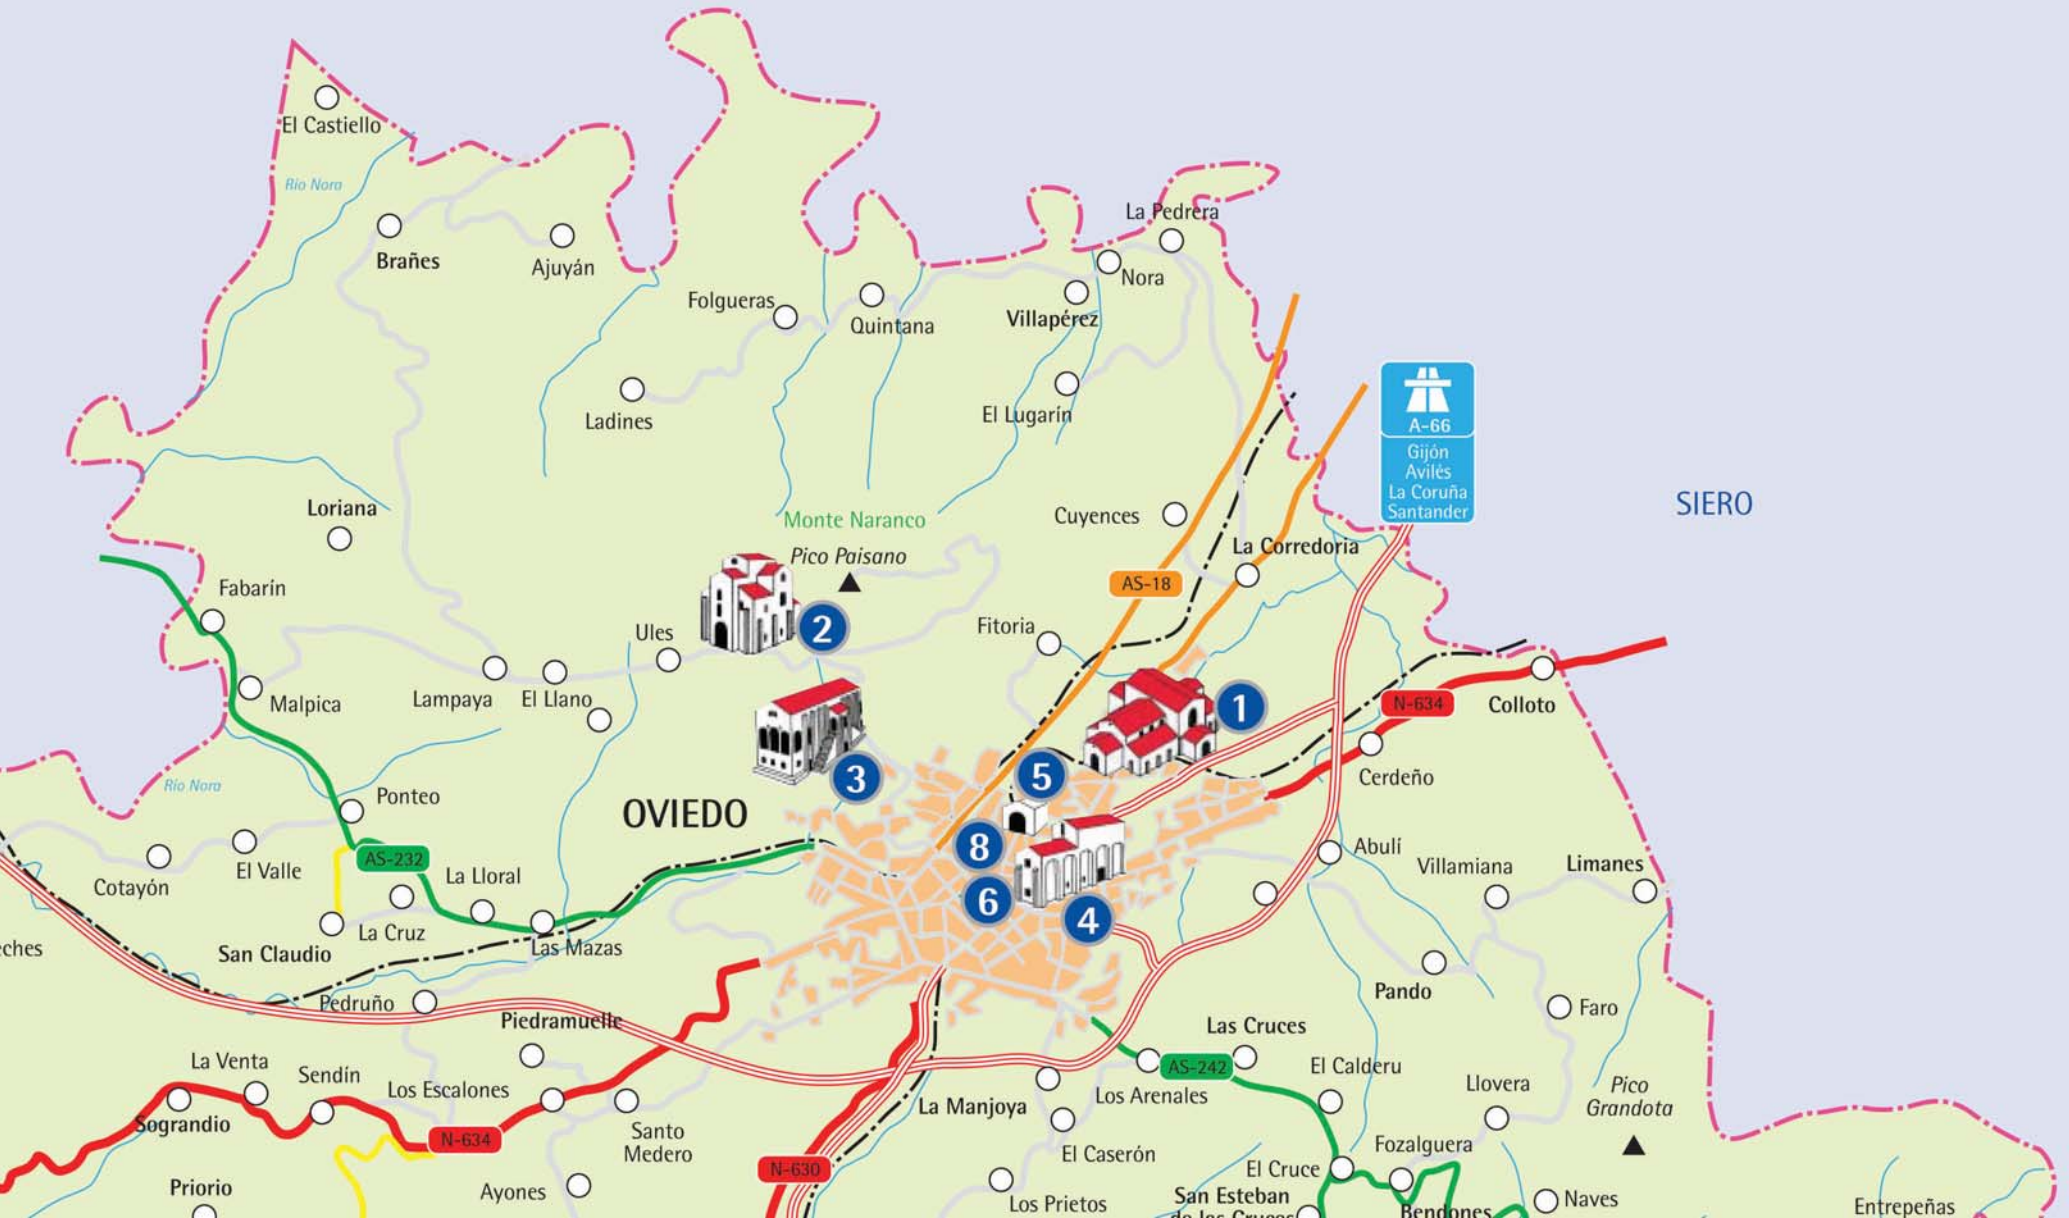 El Castiello
Río Nora
Brañes
Ajuyán
La Pedrera
Nora
Folgueras
Quintana
Villapérez
Ladines
El Lugarín
A-66
Gijón
Avilés
La Coruña
Santander
SIERO
Loriana
Monte Naranco
Pico Paisano
Cuyences
La Corredoria
AS-18
Fabarín
2
Fitoria
Ules
Malpica
Lampaya
El Llano
1
N-634
Colloto
3
5
Cerdeño
Río Nora
Ponteo
OVIEDO
8
Abulí
AS-232
Villamiana
Limanes
Cotayón
El Valle
La Lloral
6
4
La Cruz
San Claudio
Las Mazas
ches
Pando
Pedruño
Piedramuelle
Faro
Las Cruces
La Venta
Sendín
Los Escalones
AS-242
El Calderu
Llovera
Pico
Grandota
Los Arenales
La Manjoya
Sograndio
N-634
Santo
Medero
El Caserón
Fozalguera
N-630
El Cruce
Priorio
Ayones
Los Prietos
San Esteban
de las Cruces
Bendones
Naves
Entrepeñas